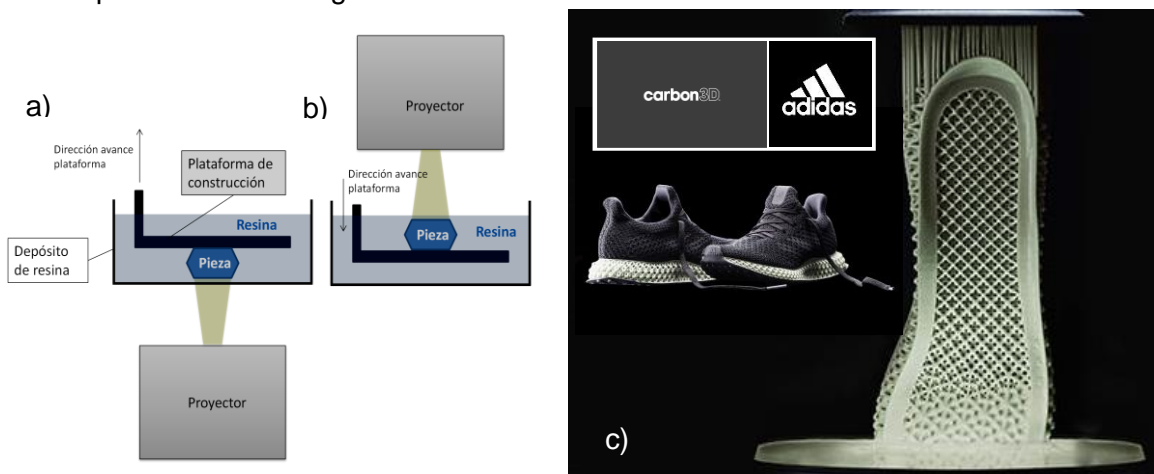 a)
Dirección avance
plataforma
Plataforma de
construcción
Resina
Depósito
de resina
Pieza
Proyector
b)
Proyector
Dirección avance
plataforma
Pieza
Resina
carbon3D
adidas
c)